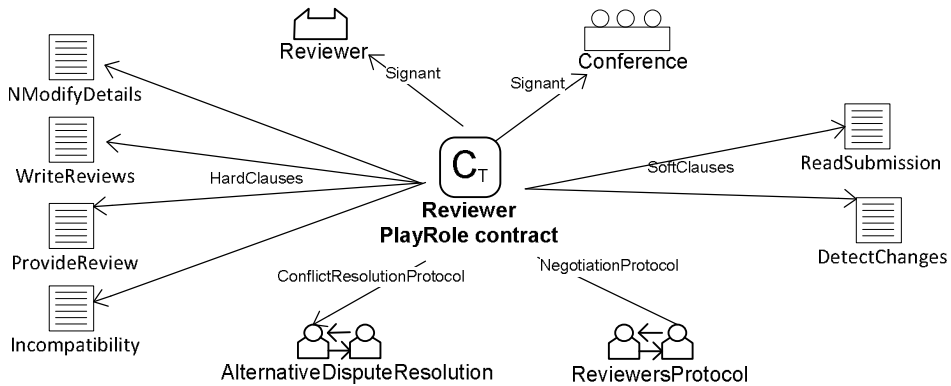 Reviewer
Conference
Signant
Signant
NModifyDetails
WriteReviews
HardClauses
ProvideReview
Incompatibility
CT
Reviewer
PlayRole contract
SoftClauses
ReadSubmission
DetectChanges
ConflictResolutionProtocol
NegotiationProtocol
AlternativeDisputeResolution
ReviewersProtocol